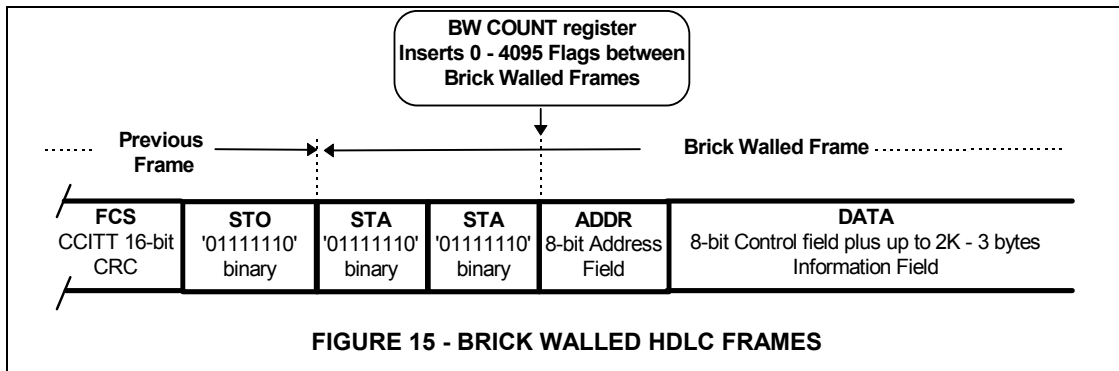 BW COUNT register
Inserts 0 - 4095 Flags between
Brick Walled Frames
Previous
Frame
Brick Walled Frame
FCS
CCITT 16-bit
CRC
STO
'01111110'
binary
STA
'01111110'
binary
STA
'01111110'
binary
ADDR
8-bit Address
Field
DATA
8-bit Control field plus up to 2K - 3 bytes
Information Field
FIGURE 15 - BRICK WALLED HDLC FRAMES